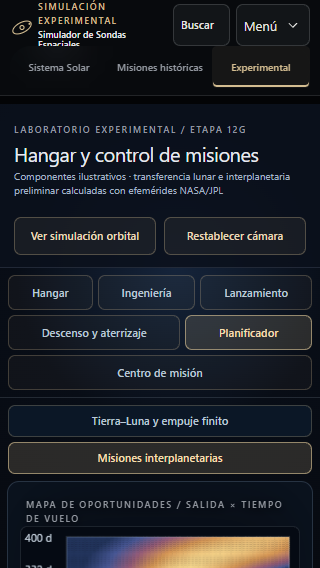 SIMULACIÓN
EXPERIMENTAL
Simulador de Sondas
Espaciales
Buscar
Menú
Sistema Solar
Misiones históricas
Experimental
LABORATORIO EXPERIMENTAL / ETAPA 12G
Hangar y control de misiones
Componentes ilustrativos · transferencia lunar e interplanetaria
preliminar calculadas con efemérides NASA/JPL
Ver simulación orbital
Restablecer cámara
Hangar
Ingeniería
Lanzamiento
Descenso y aterrizaje
Planificador
Centro de misión
Tierra–Luna y empuje finito
Misiones interplanetarias
MAPA DE OPORTUNIDADES / SALIDA × TIEMPO
DE VUELO
400 d